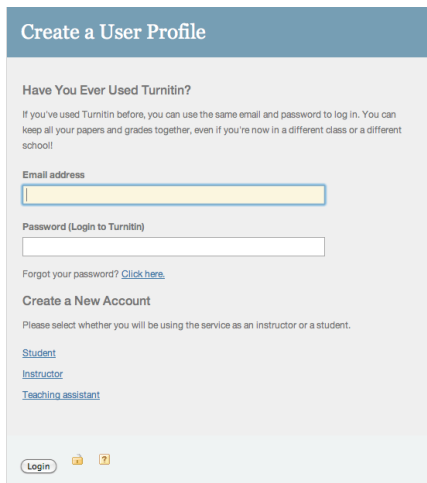 Create a User Profile
Have You Ever Used Turnitin?
If you've used Turnitin before, you can use the same email and password to log in. You can
keep all your papers and grades together, even if you're now in a different class or a different
school!
Email address
Password (Login to Turnitin)
Forgot your password? Click here.
Create a New Account
Please select whether you will be using the service as an instructor or a student.
Student
Instructor
Teaching assistant
Login ?